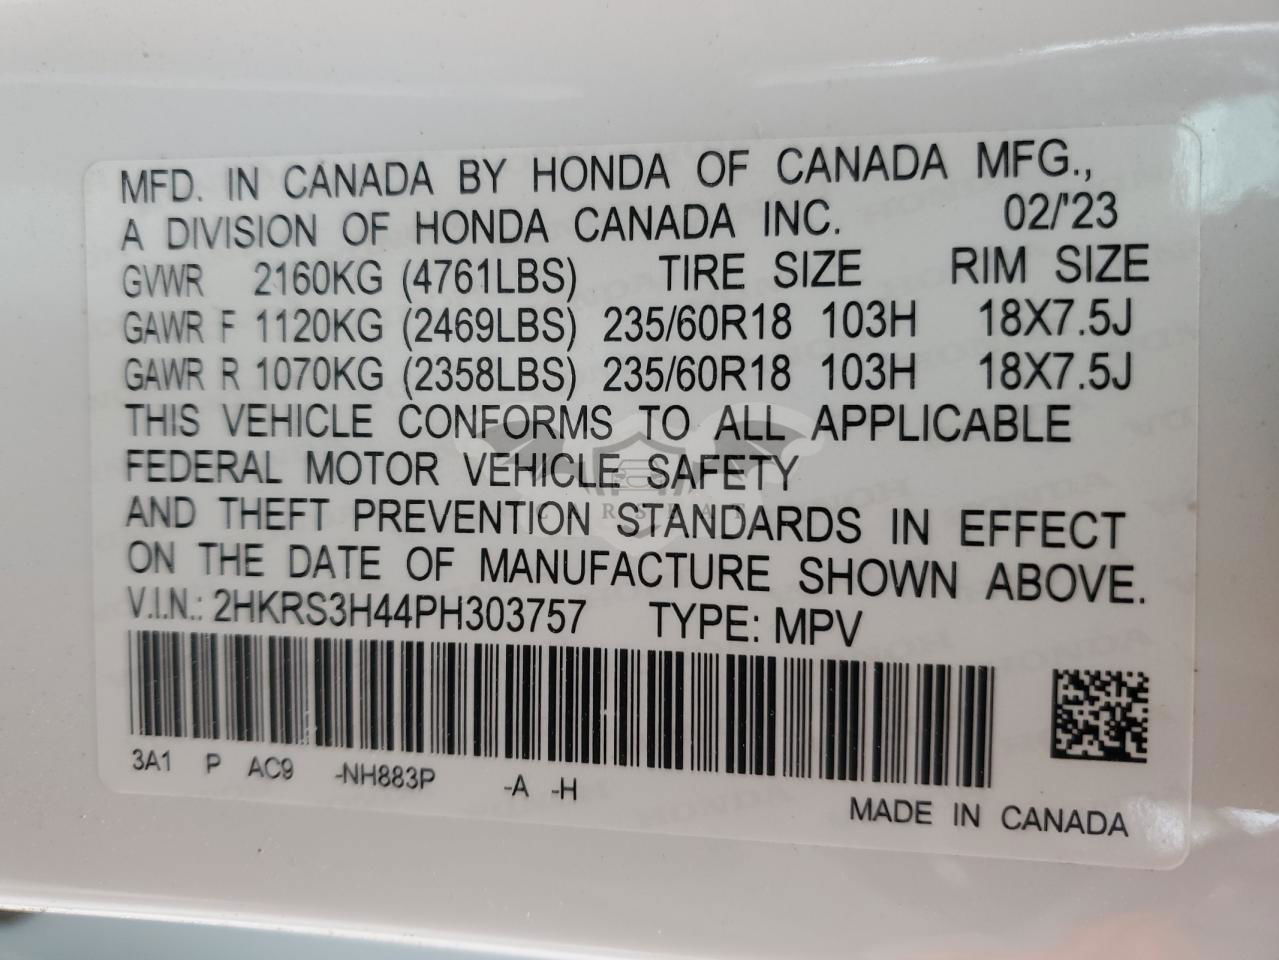 MFD. IN CANADA BY HONDA OF CANADA MFG.,
A DIVISION OF HONDA CANADA INC. 02/'23
GVWR 2160KG (4761LBS) TIRE SIZE RIM SIZE
GAWR F 1120KG (2469LBS) 235/60R18 103H 18X7.5J
GAWR R 1070KG (2358LBS) 235/60R18 103H 18X7.5J
THIS VEHICLE CONFORMS TO ALL APPLICABLE
FEDERAL MOTOR VEHICLE SAFETY
AND THEFT PREVENTION STANDARDS IN EFFECT
ON THE DATE OF MANUFACTURE SHOWN ABOVE.
V.I.N.: 2HKRS3H44PH303757 TYPE: MPV
3A1 P AC9 -NH883P -A -H
MADE IN CANADA